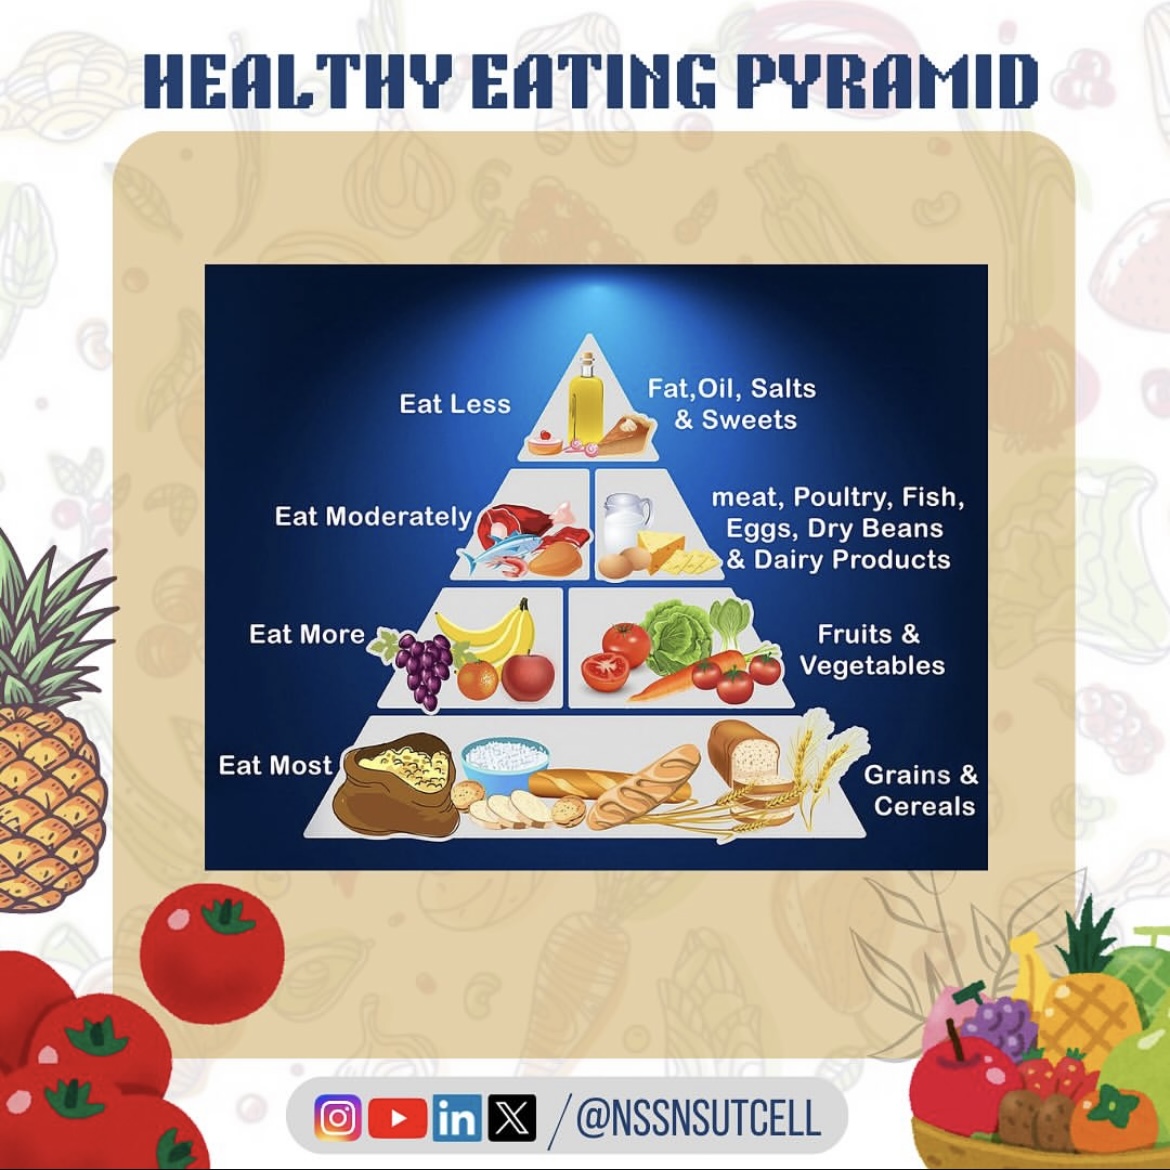 HEALTHY EATING PYRAMID
Eat Less
Fat,Oil, Salts
& Sweets
Eat Moderately
meat, Poultry, Fish,
Eggs, Dry Beans
& Dairy Products
Eat More
Fruits &
Vegetables
Eat Most
Grains &
Cereals
in X /@NSSNSUTCELL